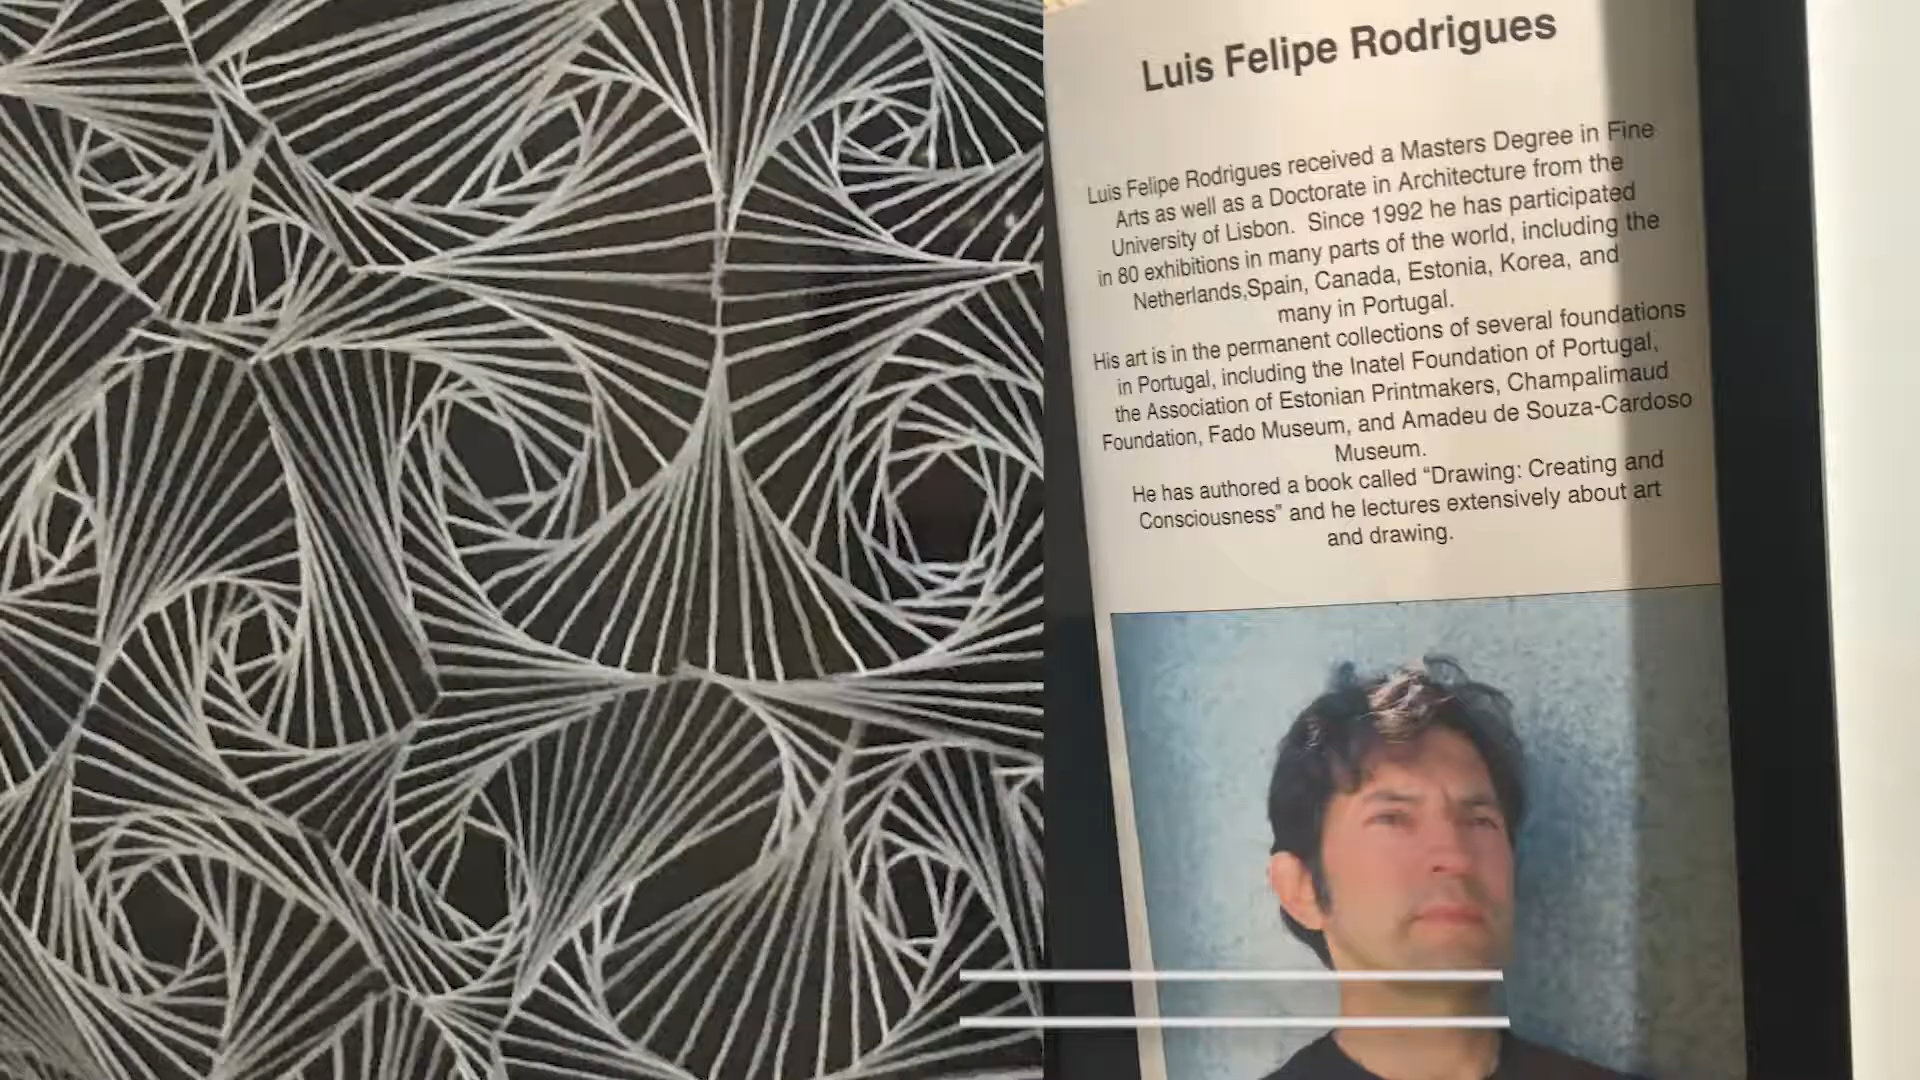 Luis Felipe Rodrigues
Luis Felipe Rodrigues received a Masters Degree in Fine
Arts as well as a Doctorate in Architecture from the
University of Lisbon. Since 1992 he has participated
in 80 exhibitions in many parts of the world, including the
Netherlands,Spain, Canada, Estonia, Korea, and
many in Portugal.
His art is in the permanent collections of several foundations
in Portugal, including the Inatel Foundation of Portugal,
the Association of Estonian Printmakers, Champalimaud
Foundation, Fado Museum, and Amadeu de Souza-Cardoso
Museum.
He has authored a book called “Drawing: Creating and
Consciousness” and he lectures extensively about art
and drawing.